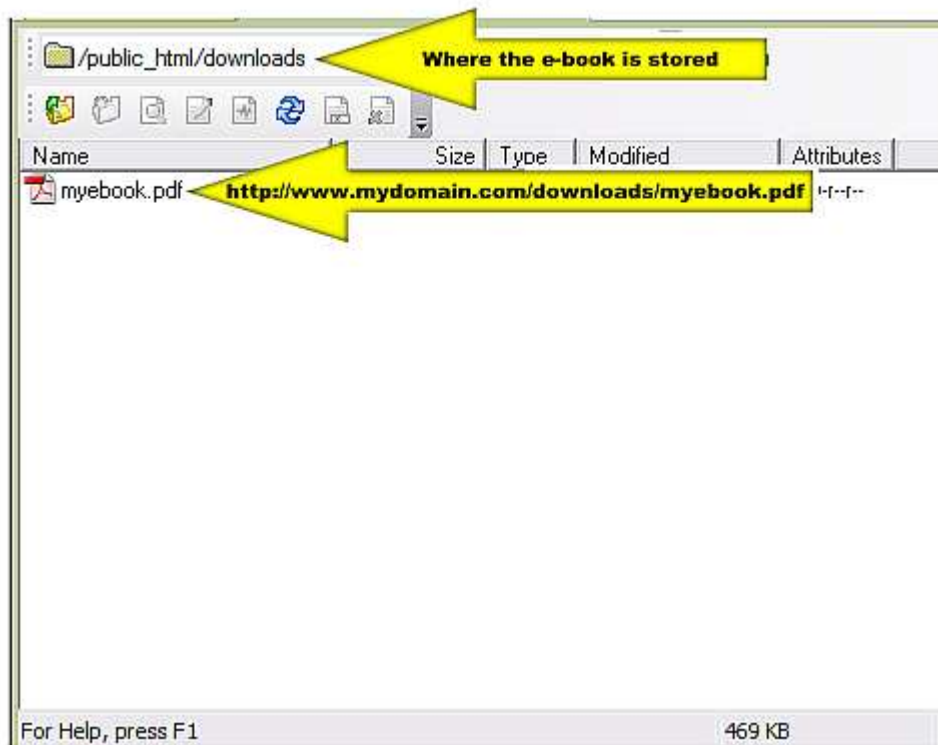 /public_html/downloads Where the e-book is stored
Name Size Type Modified Attributes
myebook.pdf http://www.mydomain.com/downloads/myebook.pdf -r--r--
For Help, press F1 469 KB